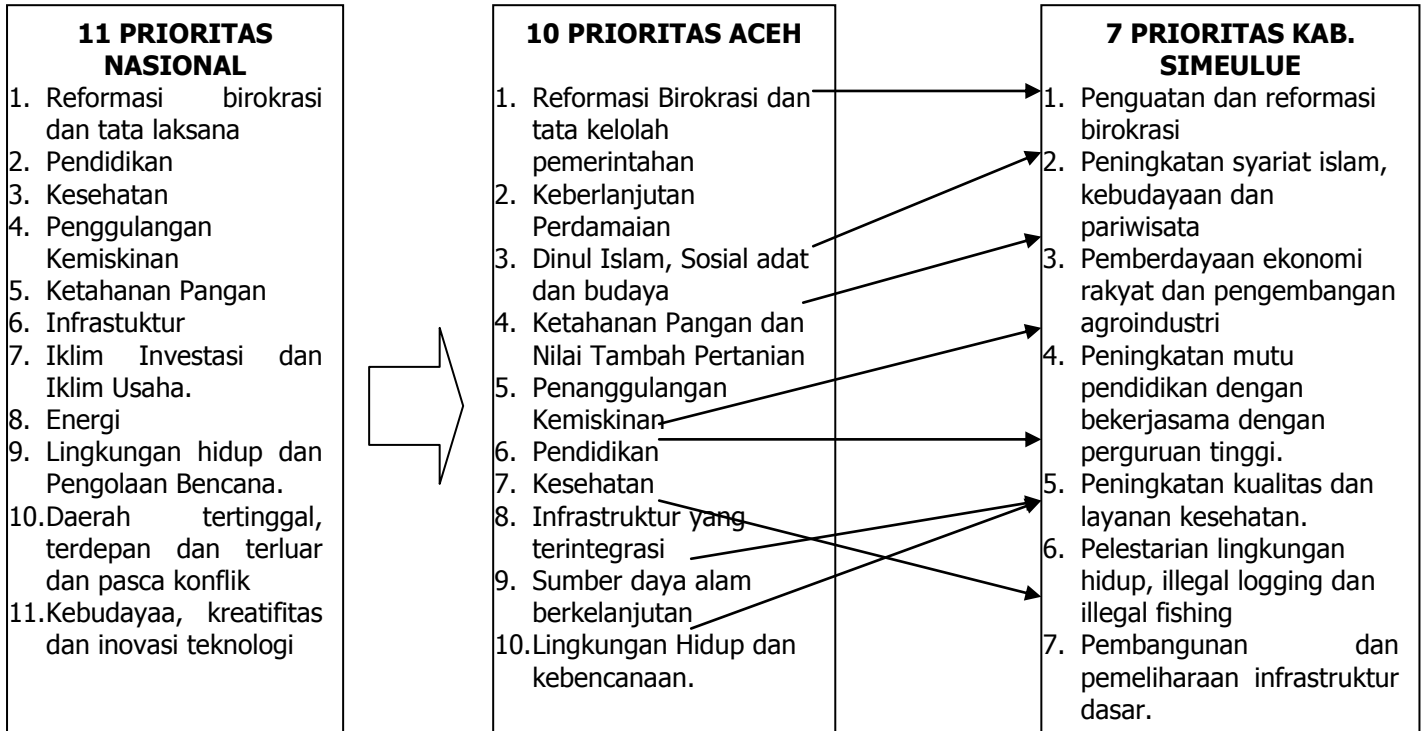 11 PRIORITAS
NASIONAL
1. Reformasi birokrasi
dan tata laksana
2. Pendidikan
3. Kesehatan
4. Penggulangan
Kemiskinan
5. Ketahanan Pangan
6. Infrastuktur
7. Iklim Investasi dan
Iklim Usaha.
8. Energi
9. Lingkungan hidup dan
Pengolaan Bencana.
10.Daerah tertinggal,
terdepan dan terluar
dan pasca konflik
11.Kebudayaa, kreatifitas
dan inovasi teknologi
10 PRIORITAS ACEH
1. Reformasi Birokrasi dan
tata kelolah
pemerintahan
2. Keberlanjutan
Perdamaian
3. Dinul Islam, Sosial adat
dan budaya
4. Ketahanan Pangan dan
Nilai Tambah Pertanian
5. Penanggulangan
Kemiskinan
6. Pendidikan
7. Kesehatan
8. Infrastruktur yang
terintegrasi
9. Sumber daya alam
berkelanjutan
10.Lingkungan Hidup dan
kebencanaan.
7 PRIORITAS KAB.
SIMEULUE
1. Penguatan dan reformasi
birokrasi
2. Peningkatan syariat islam,
kebudayaan dan
pariwisata
3. Pemberdayaan ekonomi
rakyat dan pengembangan
agroindustri
4. Peningkatan mutu
pendidikan dengan
bekerjasama dengan
perguruan tinggi.
5. Peningkatan kualitas dan
layanan kesehatan.
6. Pelestarian lingkungan
hidup, illegal logging dan
illegal fishing
7. Pembangunan dan
pemeliharaan infrastruktur
dasar.